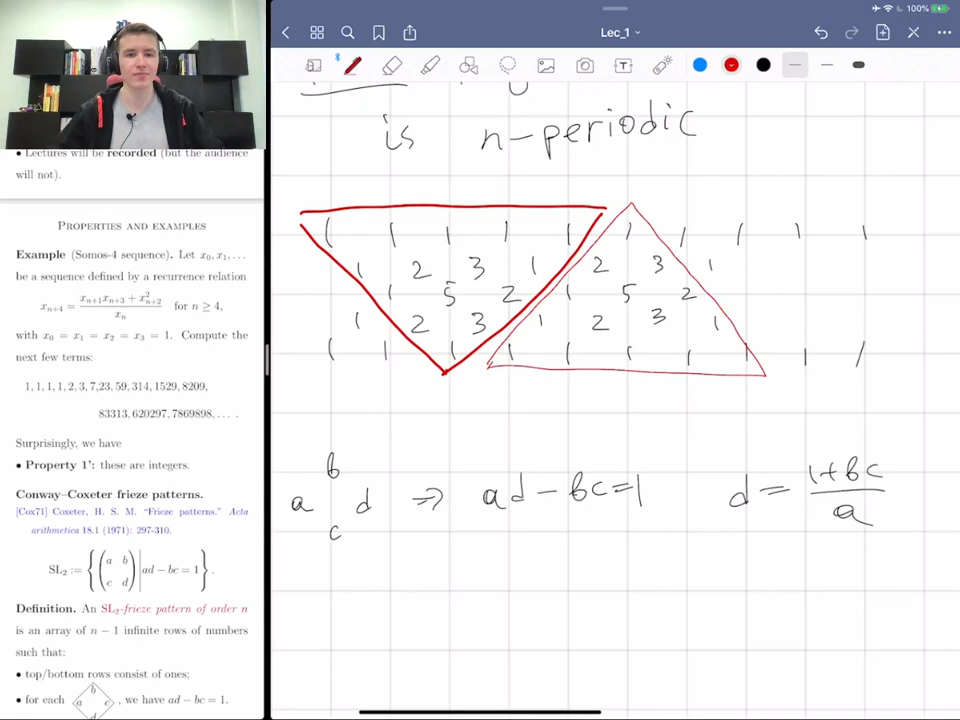 100%
Lec_1
T
• Lectures will be recorded (but the audience
will not).
PROPERTIES AND EXAMPLES
Example (Somos-4 sequence). Let x₀, x₁, . . .
be a sequence defined by a recurrence relation
xₙ₊₄ = (xₙ₊₁xₙ₊₃ + x²ₙ₊₂)/xₙ for n ≥ 4,
with x₀ = x₁ = x₂ = x₃ = 1. Compute the
next few terms:
1, 1, 1, 1, 2, 3, 7,23, 59, 314, 1529, 8209,
83313, 620297, 7869898, . . . .
Surprisingly, we have
• Property 1': these are integers.
Conway–Coxeter frieze patterns.
[Cox71] Coxeter, H. S. M. "Frieze patterns." Acta
arithmetica 18.1 (1971): 297-310.
SL₂ := { (a b c d) | ad − bc = 1 } .
Definition. An SL₂-frieze pattern of order n
is an array of n − 1 infinite rows of numbers
such that:
• top/bottom rows consist of ones;
• for each b a c d , we have ad − bc = 1.
is n-periodic
1 1 1 1 1 1 1 1 1 1
1 2 3 1 2 3 1
1 5 2 1 5 2
1 2 3 1 2 3 1
1 1 1 1 1 1 1 1 1 1
b
a d ⇒ ad − bc = 1 d = (1 + bc)/a
c